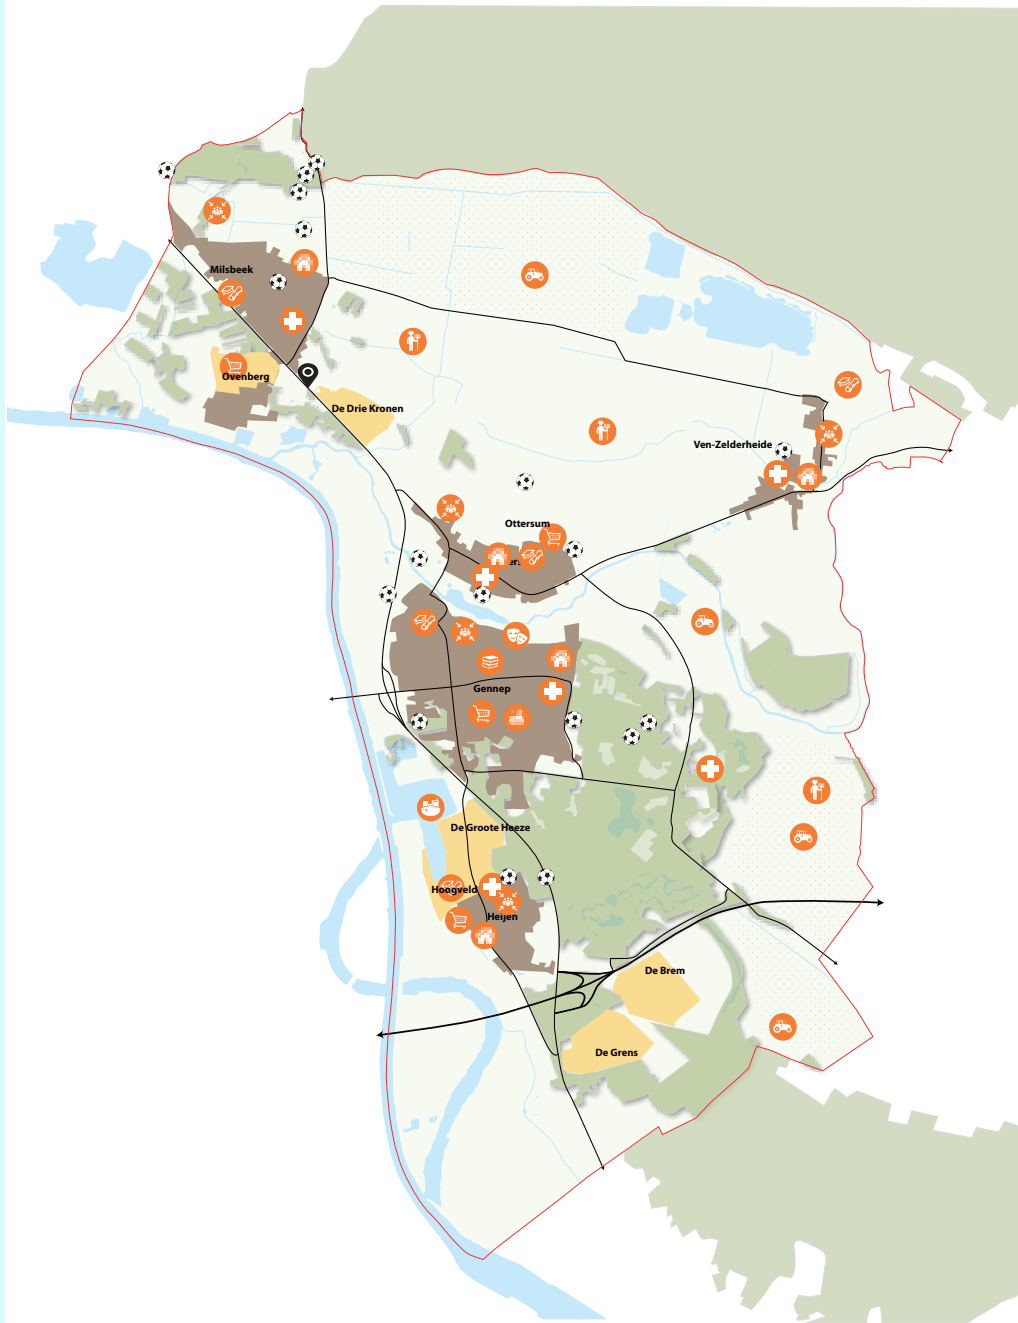 Milsbeek
Ovenberg
De Drie Kronen
Ven-Zelderheide
Ottersum
Gennep
De Groote Heeze
Hoogveld
Heijen
De Brem
De Grens